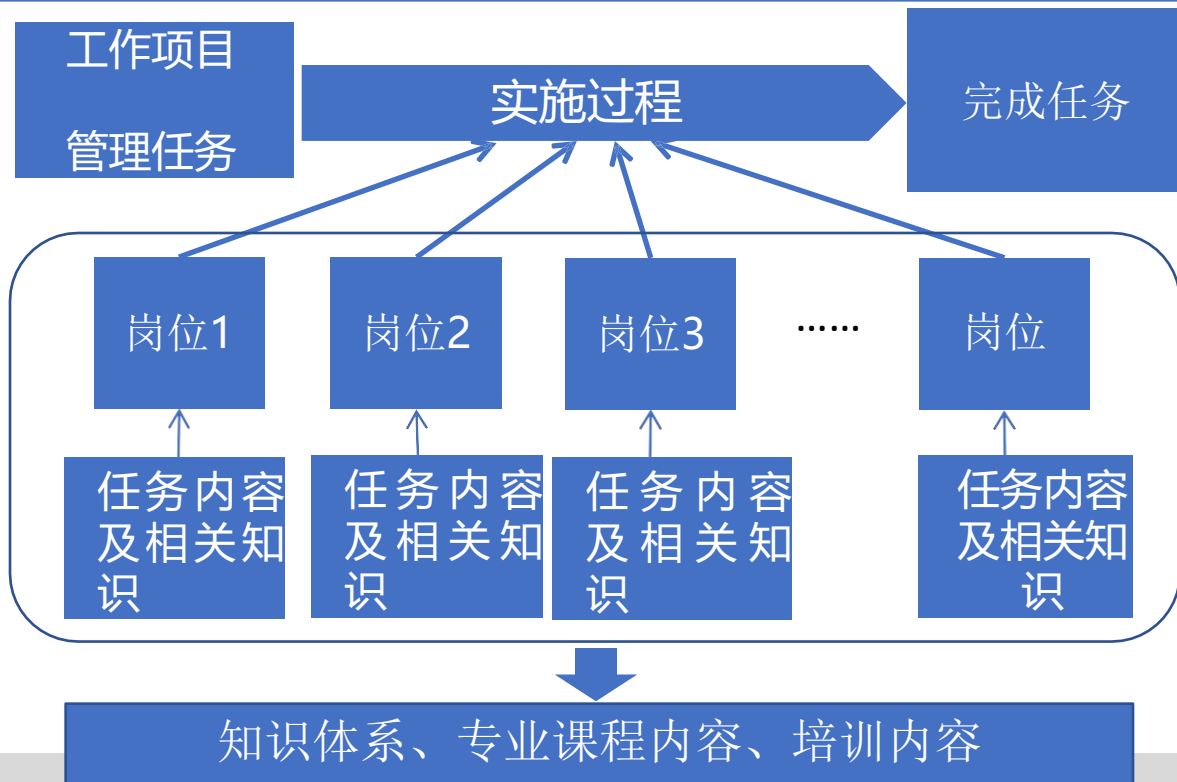 工作项目
管理任务
实施过程
完成任务
岗位1
岗位2
岗位3
……
岗位
任务内容
及相关知
识
任务内容
及相关知
识
任务内容
及相关知
识
任务内容
及相关知
识
知识体系、专业课程内容、培训内容